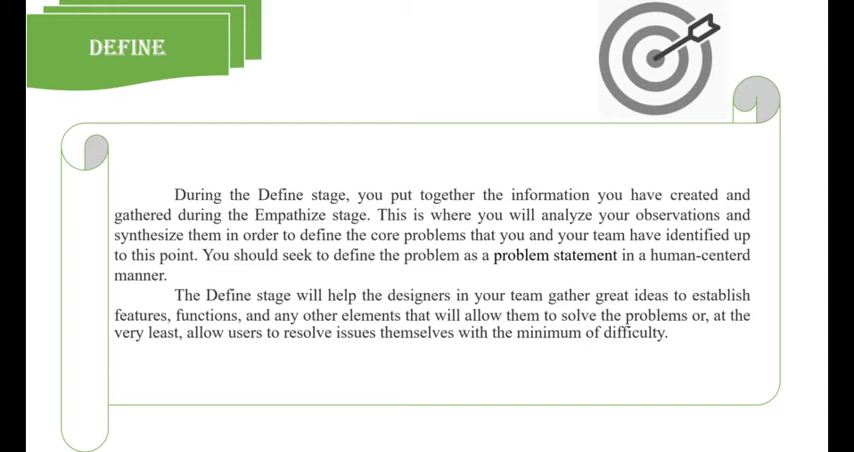 DEFINE
During the Define stage, you put together the information you have created and
gathered during the Empathize stage. This is where you will analyze your observations and
synthesize them in order to define the core problems that you and your team have identified up
to this point. You should seek to define the problem as a problem statement in a human-centerd
manner.
The Define stage will help the designers in your team gather great ideas to establish
features, functions, and any other elements that will allow them to solve the problems or, at the
very least, allow users to resolve issues themselves with the minimum of difficulty.